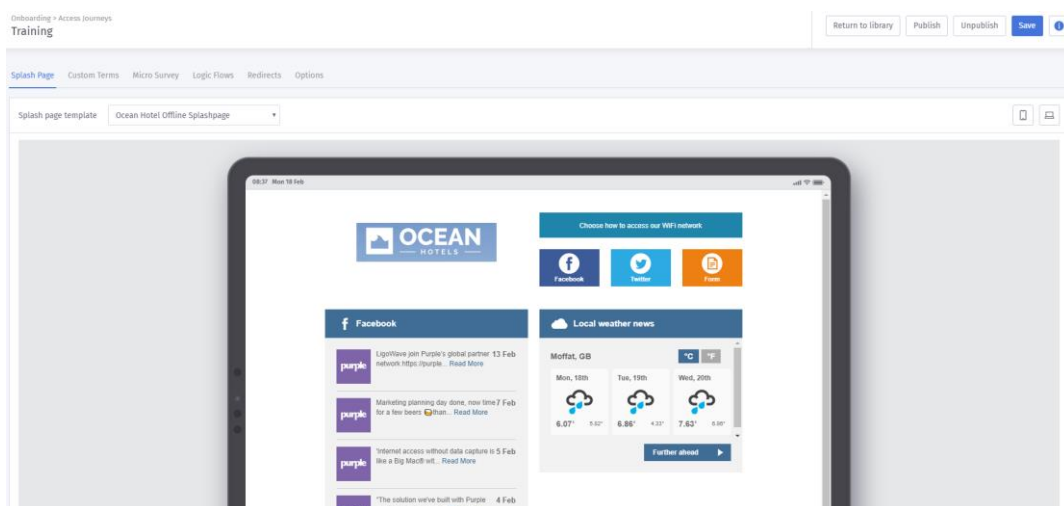 Onboarding > Access Journeys
Training
Return to library
Publish
Unpublish
Save
Splash Page Custom Terms Micro Survey Logic Flows Redirects Options
Splash page template
Ocean Hotel Offline Splashpage
08:37 Mon 18 Feb
OCEAN
HOTELS
Choose how to access our WiFi network
Facebook
Twitter
Form
Facebook
purple
LigoWave join Purple's global partner 13 Feb
network https://purple... Read More
purple
Marketing planning day done, now time 7 Feb
for a few beers 😂than... Read More
purple
'Internet access without data capture is 5 Feb
like a Big Mac® wit... Read More
purple
"The solution we've built with Purple 4 Feb
Local weather news
Moffat, GB
°C °F
Mon, 18th
Tue, 19th
Wed, 20th
6.07°
6.86° 4.33°
7.63°
Further ahead